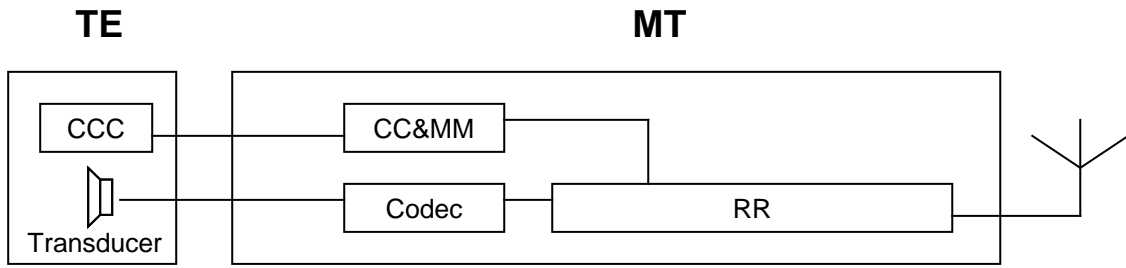 TE
MT
CCC
CC&MM
Codec
RR
Transducer